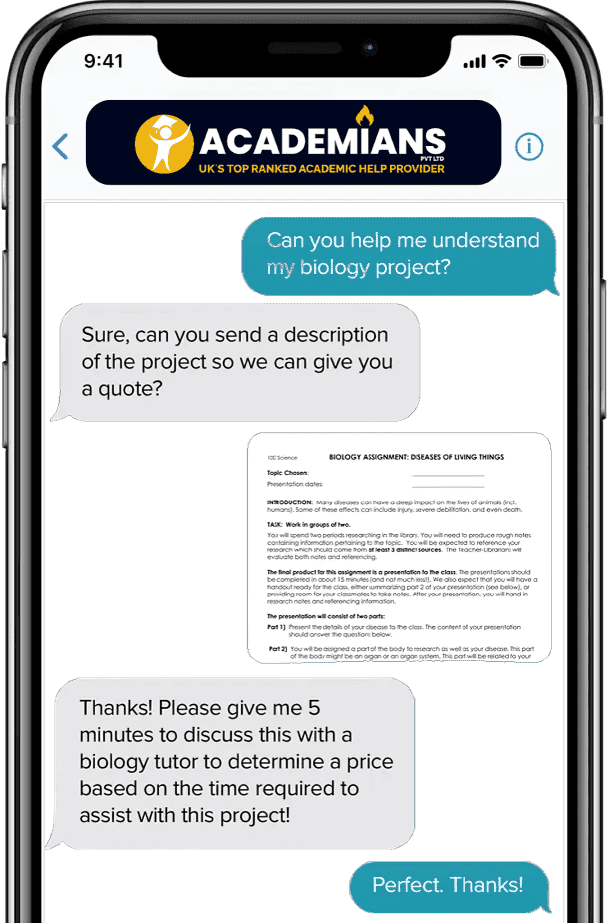 9:41
ACADEMIANS
PVT LTD
UK'S TOP RANKED ACADEMIC HELP PROVIDER
Can you help me understand
my biology project?
Sure, can you send a description
of the project so we can give you
a quote?
Science BIOLOGY ASSIGNMENT: DISEASES OF LIVING THINGS
Topic Chosen:
Presentation dates:
INTRODUCTION: Many diseases can have a deep impact on the lives of animals (incl.
humans). Some of these effects can include injury, severe debilitation, and even death.
TASK: Work in groups of two.
You will spend two periods researching in the library. You will need to produce rough notes
containing information pertaining to the topic. You will be expected to reference your
research which should come from at least 3 distinct sources. The Teacher-Librarians will
evaluate both notes and referencing.
The final product for this assignment is a presentation to the class. The presentations should
be completed in about 15 minutes (and not much less!). We also expect that you will have a
handout ready for the class, either summarizing part 2 of your presentation (see below), or
providing room for your classmates to take notes. After your presentation, you will hand in
research notes and referencing information.
The presentation will consist of two parts:
Part 1) Present the details of your disease to the class. The content of your presentation
should answer the questions below.
Part 2) You will be assigned a part of the body to research as well as your disease. This part
of the body might be an organ or an organ system. This part will be related to your
Thanks! Please give me 5
minutes to discuss this with a
biology tutor to determine a price
based on the time required to
assist with this project!
Perfect. Thanks!